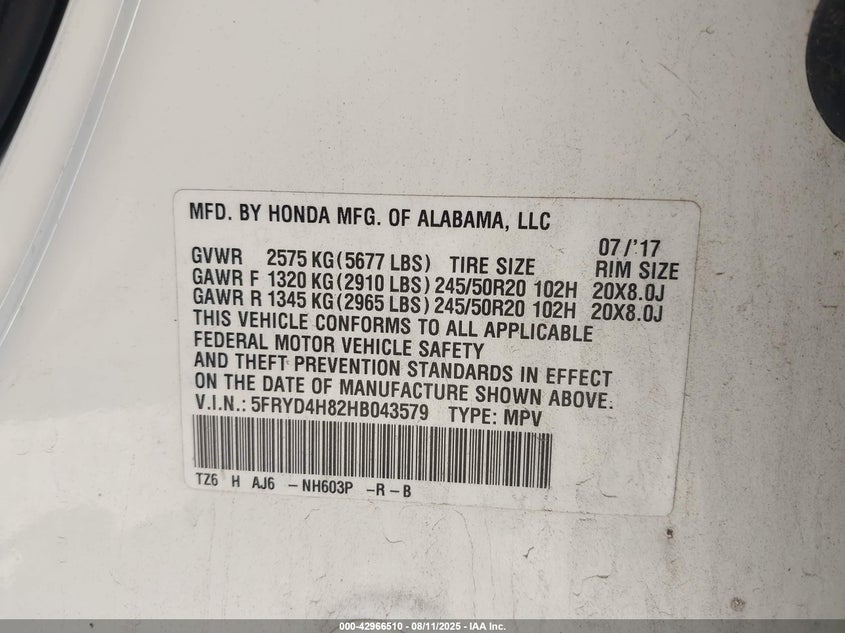 MFD. BY HONDA MFG. OF ALABAMA, LLC
07/'17
GVWR 2575 KG(5677 LBS) TIRE SIZE RIM SIZE
GAWR F 1320 KG(2910 LBS) 245/50R20 102H 20X8.0J
GAWR R 1345 KG(2965 LBS) 245/50R20 102H 20X8.0J
THIS VEHICLE CONFORMS TO ALL APPLICABLE
FEDERAL MOTOR VEHICLE SAFETY
AND THEFT PREVENTION STANDARDS IN EFFECT
ON THE DATE OF MANUFACTURE SHOWN ABOVE.
V.I.N.: 5FRYD4H82HB043579 TYPE: MPV
TZ6 H AJ6 -NH603P -R-B
000-42966510 - 08/11/2025 - IAA Inc.